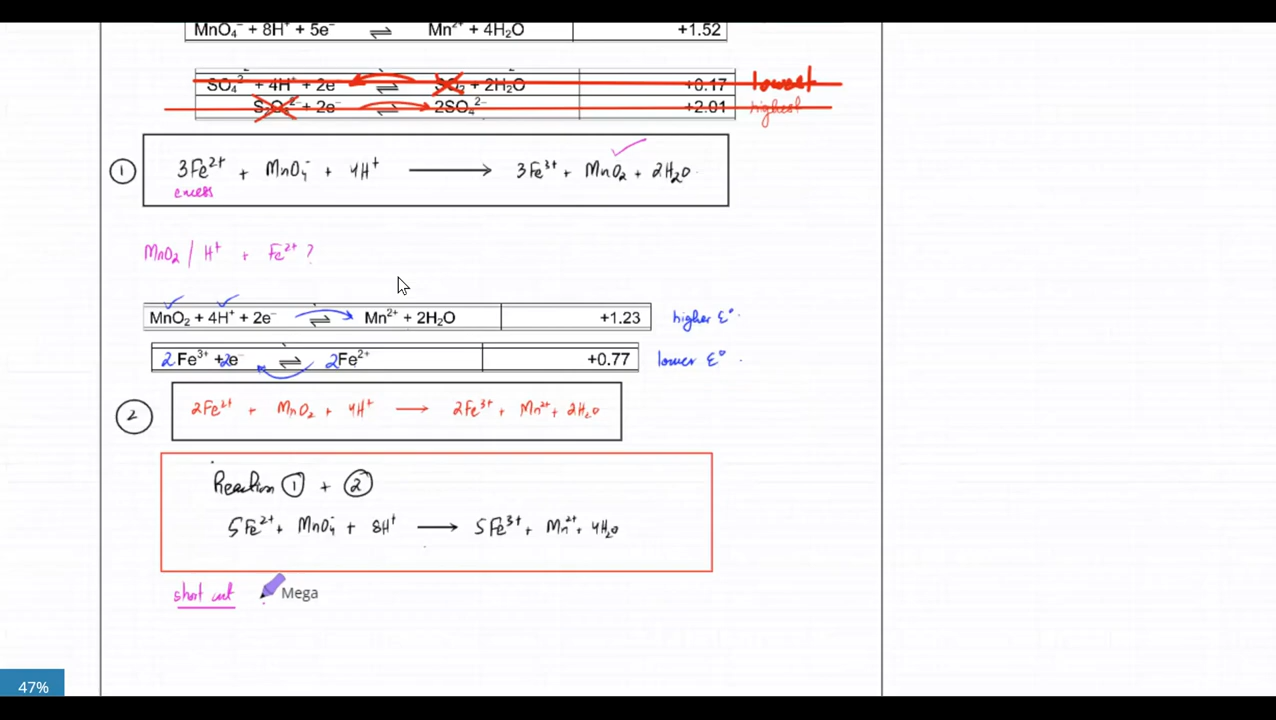 MnO₄⁻ + 8H⁺ + 5e⁻ ⇌ Mn²⁺ + 4H₂O +1.52
SO₄²⁻ + 4H⁺ + 2e⁻ ⇌ SO₂ + 2H₂O +0.17 lowest
S₂O₈²⁻ + 2e⁻ ⇌ 2SO₄²⁻ +2.01 highest
① 3Fe²⁺ + MnO₄⁻ + 4H⁺ ⟶ 3Fe³⁺ + MnO₂ + 2H₂O
excess
MnO₂ / H⁺ + Fe²⁺ ?
MnO₂ + 4H⁺ + 2e⁻ ⇌ Mn²⁺ + 2H₂O +1.23 higher E°
2Fe³⁺ + 2e⁻ ⇌ 2Fe²⁺ +0.77 lower E°
② 2Fe²⁺ + MnO₂ + 4H⁺ ⟶ 2Fe³⁺ + Mn²⁺ + 2H₂O
Reaction ① + ②
5Fe²⁺ + MnO₄⁻ + 8H⁺ ⟶ 5Fe³⁺ + Mn²⁺ + 4H₂O
short cut Mega
47%